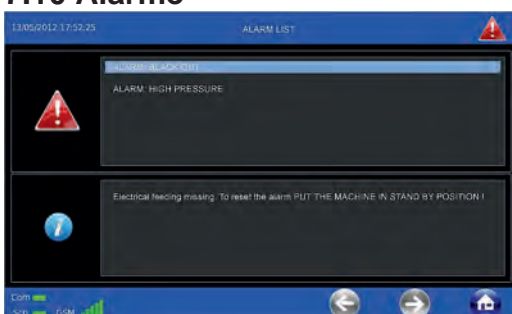 7.10 Alarms
13/05/2012 17:52:25 ALARM LIST
ALARM: BLACK OUT
ALARM: HIGH PRESSURE
Electrical feeding missing. To reset the alarm PUT THE MACHINE IN STAND BY POSITION !
Com
Scp GSM